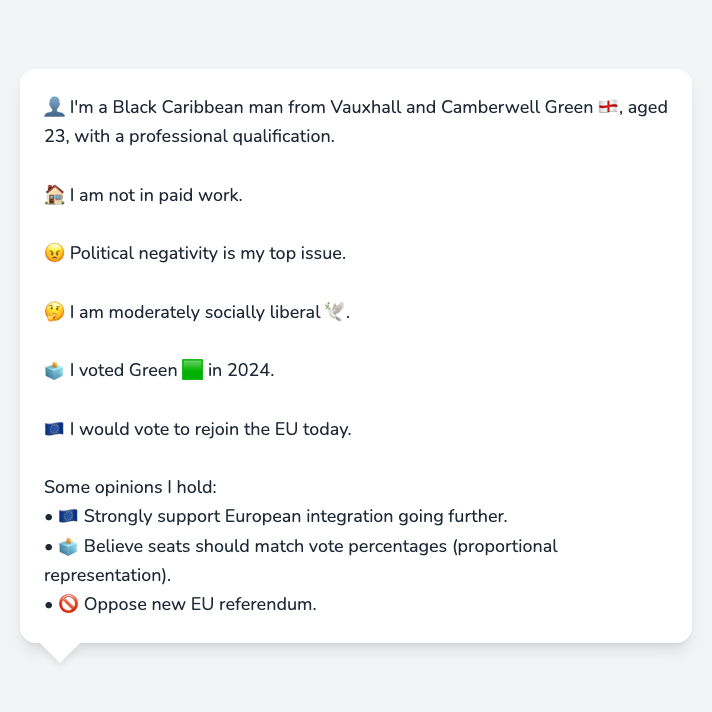 👤 I'm a Black Caribbean man from Vauxhall and Camberwell Green 🏴󠁧󠁢󠁥󠁮󠁧󠁿, aged
23, with a professional qualification.
🏠 I am not in paid work.
😠 Political negativity is my top issue.
🤔 I am moderately socially liberal 🕊️.
🗳️ I voted Green 🟩 in 2024.
🇪🇺 I would vote to rejoin the EU today.
Some opinions I hold:
• 🇪🇺 Strongly support European integration going further.
• 🗳️ Believe seats should match vote percentages (proportional
representation).
• 🚫 Oppose new EU referendum.